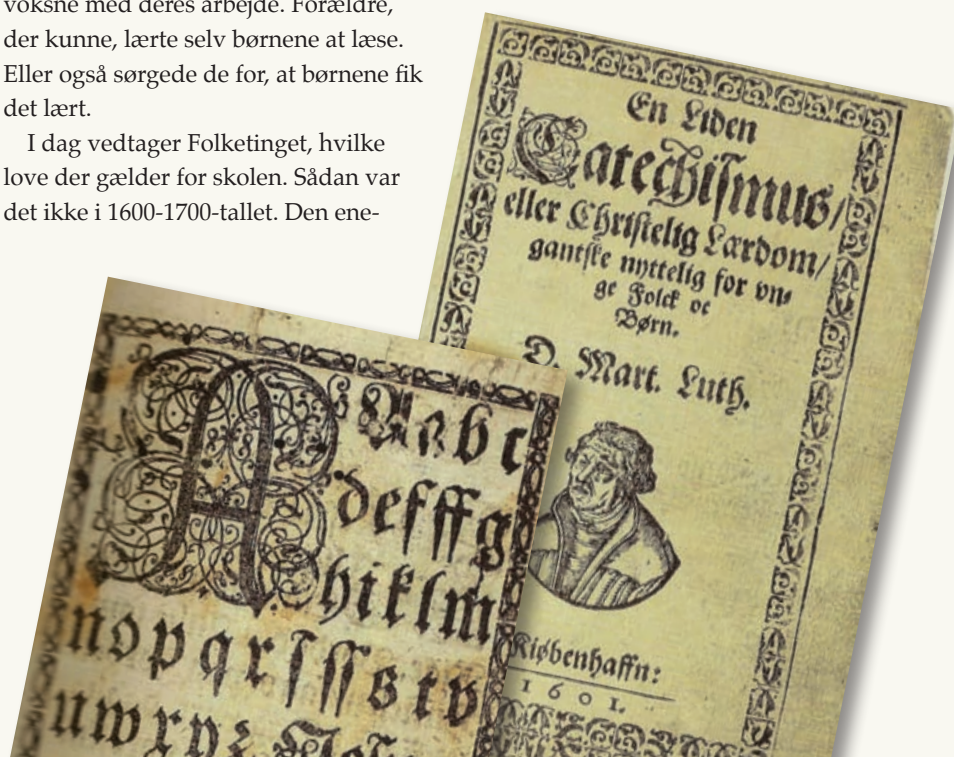 voksne med deres arbejde. Forældre,
der kunne, lærte selv børnene at læse.
Eller også sørgede de for, at børnene fik
det lært.
I dag vedtager Folketinget, hvilke
love der gælder for skolen. Sådan var
det ikke i 1600-1700-tallet. Den ene-
En Liden
Catechismus/
eller Christelig Lærdom/
gantske nyttelig for vn⸗
ge Folck oc
Børn.
D. Mart. Luth.
Kiøbenhaffn:
1601.
A Aabc
defffg
hiklm
nopqrſſſstv
uwxyz